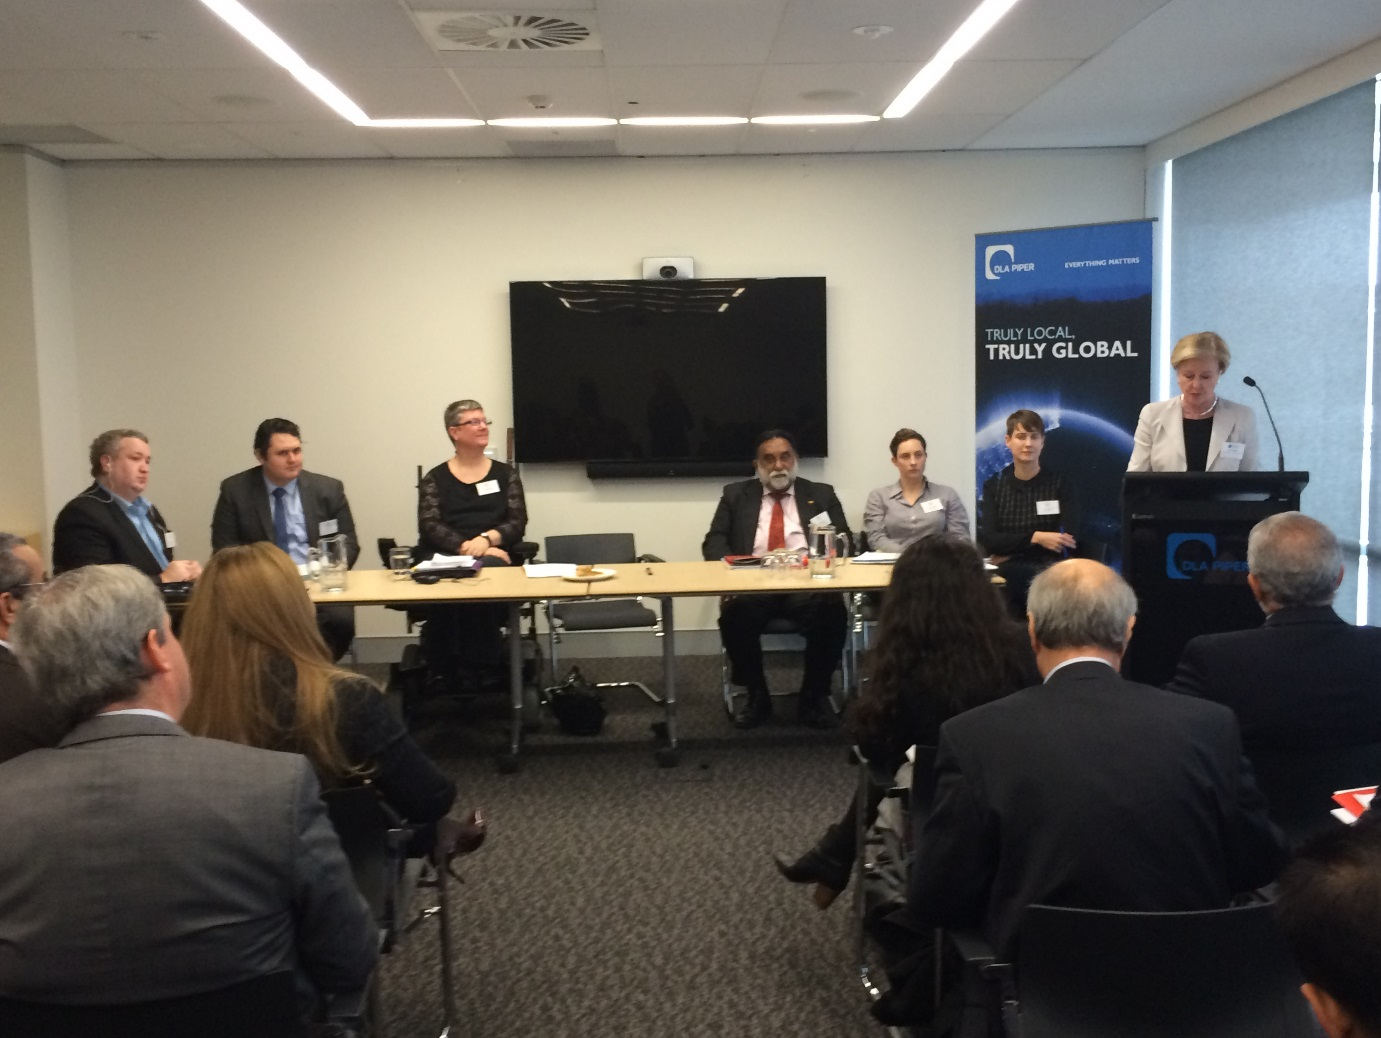 DLA PIPER
EVERYTHING MATTERS
TRULY LOCAL,
TRULY GLOBAL
DLA PIPER